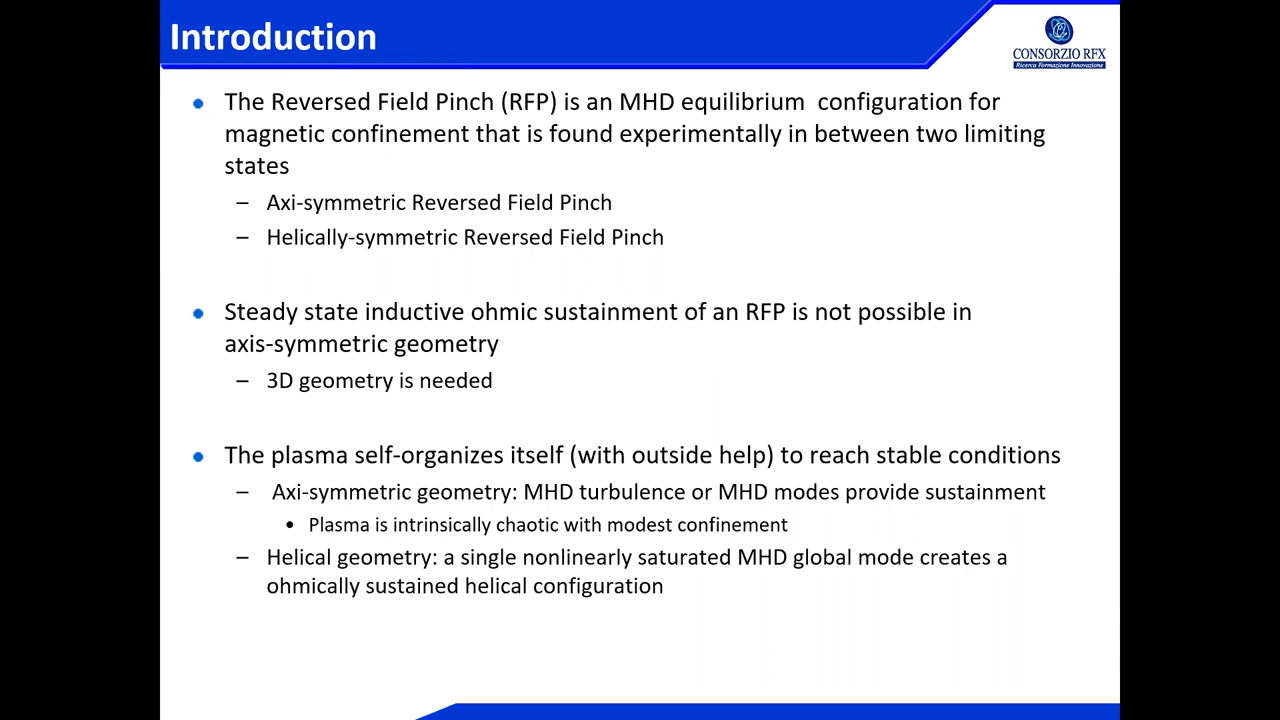 Introduction
CONSORZIO RFX
Ricerca Formazione Innovazione
• The Reversed Field Pinch (RFP) is an MHD equilibrium configuration for
magnetic confinement that is found experimentally in between two limiting
states
– Axi-symmetric Reversed Field Pinch
– Helically-symmetric Reversed Field Pinch
• Steady state inductive ohmic sustainment of an RFP is not possible in
axis-symmetric geometry
– 3D geometry is needed
• The plasma self-organizes itself (with outside help) to reach stable conditions
– Axi-symmetric geometry: MHD turbulence or MHD modes provide sustainment
• Plasma is intrinsically chaotic with modest confinement
– Helical geometry: a single nonlinearly saturated MHD global mode creates a
ohmically sustained helical configuration